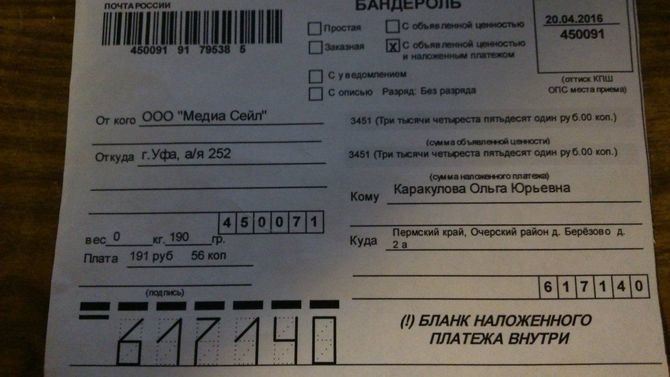 ПОЧТА РОССИИ
450091 91 79538 5
БАНДЕРОЛЬ
Простая
Заказная
С объявленной ценностью
X С объявленной ценностью
и наложенным платежом
С уведомлением
С описью Разряд: Без разряда
20.04.2016
450091
(оттиск КПШ
ОПС места приема)
От кого ООО "Медиа Сейл"
Откуда г.Уфа, а/я 252
450071
вес 0 кг. 190 гр.
Плата 191 руб 56 коп
(подпись)
617140
3451 (Три тысячи четыреста пятьдесят один руб.00 коп.)
(сумма объявленной ценности)
3451 (Три тысячи четыреста пятьдесят один руб.00 коп.)
(сумма наложенного платежа)
Кому Каракулова Ольга Юрьевна
Куда Пермский край, Очерский район д. Берёзово д.
2 а
617140
(!) БЛАНК НАЛОЖЕННОГО
ПЛАТЕЖА ВНУТРИ